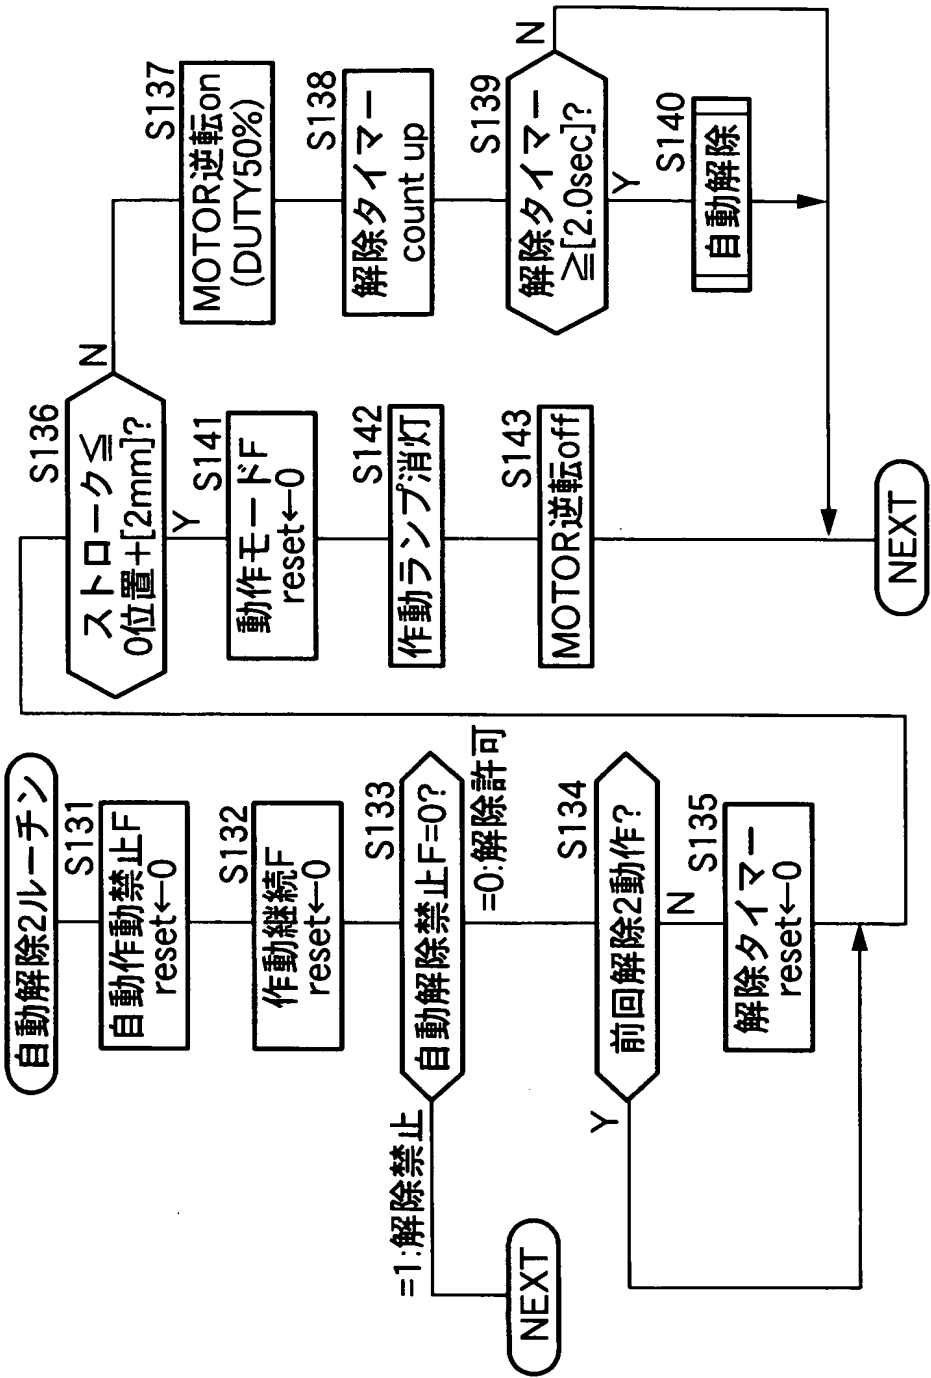 自動解除2ルーチン
S131
自動作動禁止F
reset←0
S132
作動継続F
reset←0
S133
自動解除禁止F=0?
=1:解除禁止
NEXT
=0:解除許可
S134
前回解除2動作?
Y
N
S135
解除タイマー
reset←0
S136
ストローク≦
0位置+[2mm]?
N
Y
S137
MOTOR逆転on
(DUTY50%)
S138
解除タイマー
count up
S139
解除タイマー
≧[2.0sec]?
N
Y
S140
自動解除
S141
動作モードF
reset←0
S142
作動ランプ消灯
S143
MOTOR逆転off
NEXT